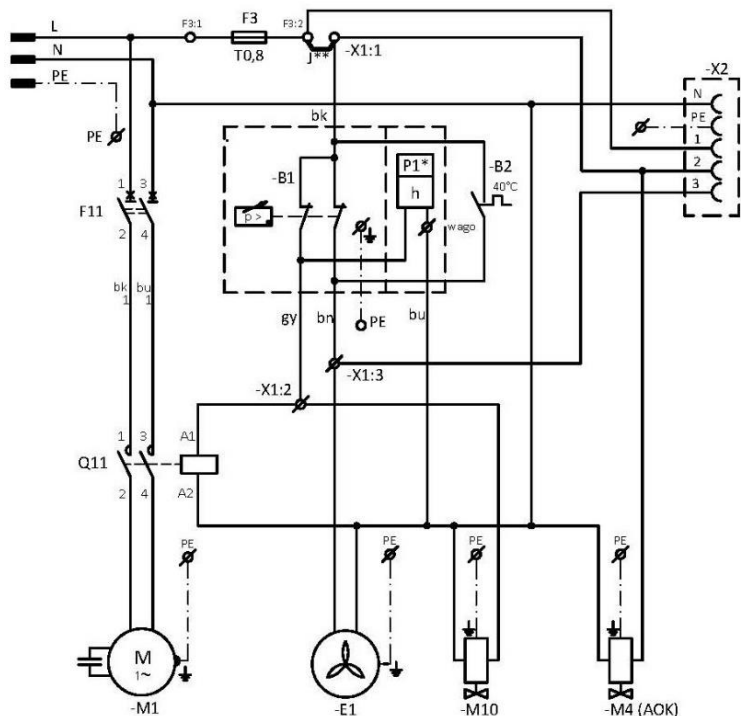 L
F3:1
F3
F3:2
N
T0,8
J**
-X1:1
PE
-X2
N
PE
1
2
3
PE
bk
1 3
F11
2 4
-B1
P1*
h
-B2
40°C
p >
wago
bk
1
bu
1
gy
bn
PE
bu
-X1:2
-X1:3
1 3
A1
Q11
2 4
A2
PE
PE
PE
PE
M
1~
-M1
-E1
-M10
-M4 (AOK)